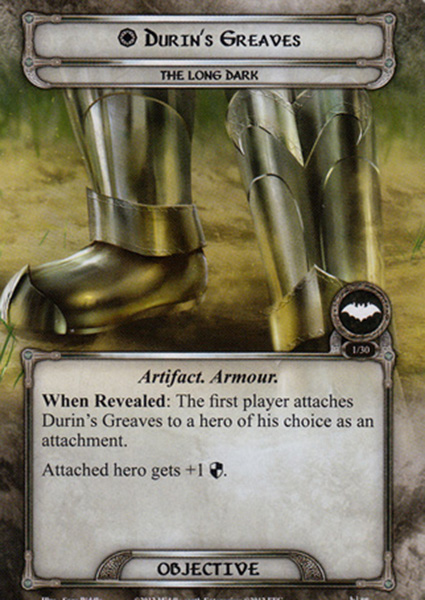 DURIN'S GREAVES
THE LONG DARK
1/30
Artifact. Armour.
When Revealed: The first player attaches
Durin's Greaves to a hero of his choice as an
attachment.
Attached hero gets +1 .
OBJECTIVE